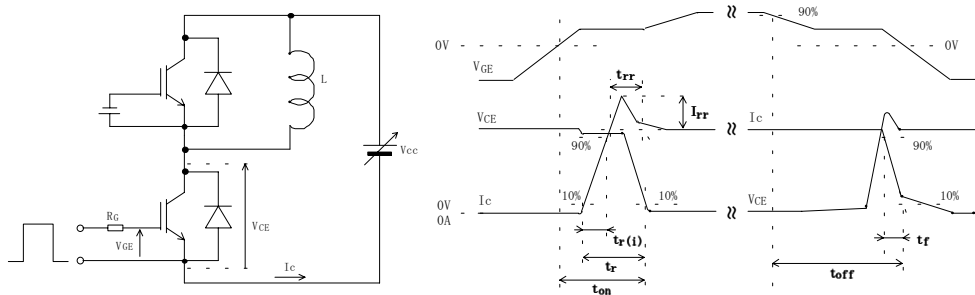 L
Vcc
RG
VGE
VCE
Ic
0V
90%
0V
VGE
trr
Irr
VCE
Ic
90%
90%
Ic
10%
10%
VCE
10%
0V
0A
tr(i)
tf
tr
toff
ton